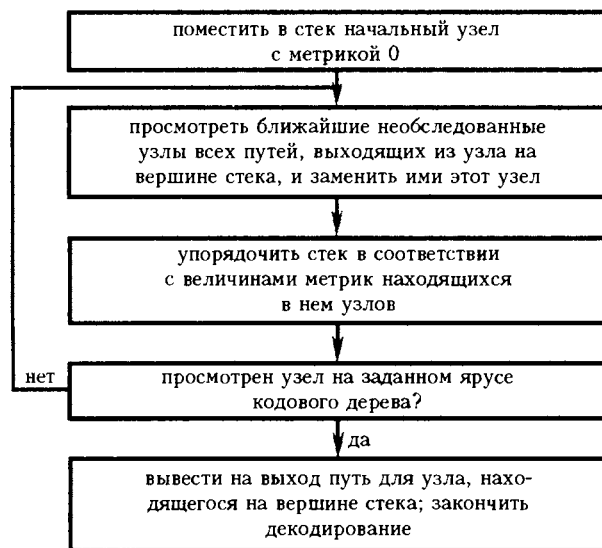 поместить в стек начальный узел
с метрикой 0
просмотреть ближайшие необследованные
узлы всех путей, выходящих из узла на
вершине стека, и заменить ими этот узел
упорядочить стек в соответствии
с величинами метрик находящихся
в нем узлов
нет
просмотрен узел на заданном ярусе
кодового дерева?
да
вывести на выход путь для узла, нахо-
дящегося на вершине стека; закончить
декодирование